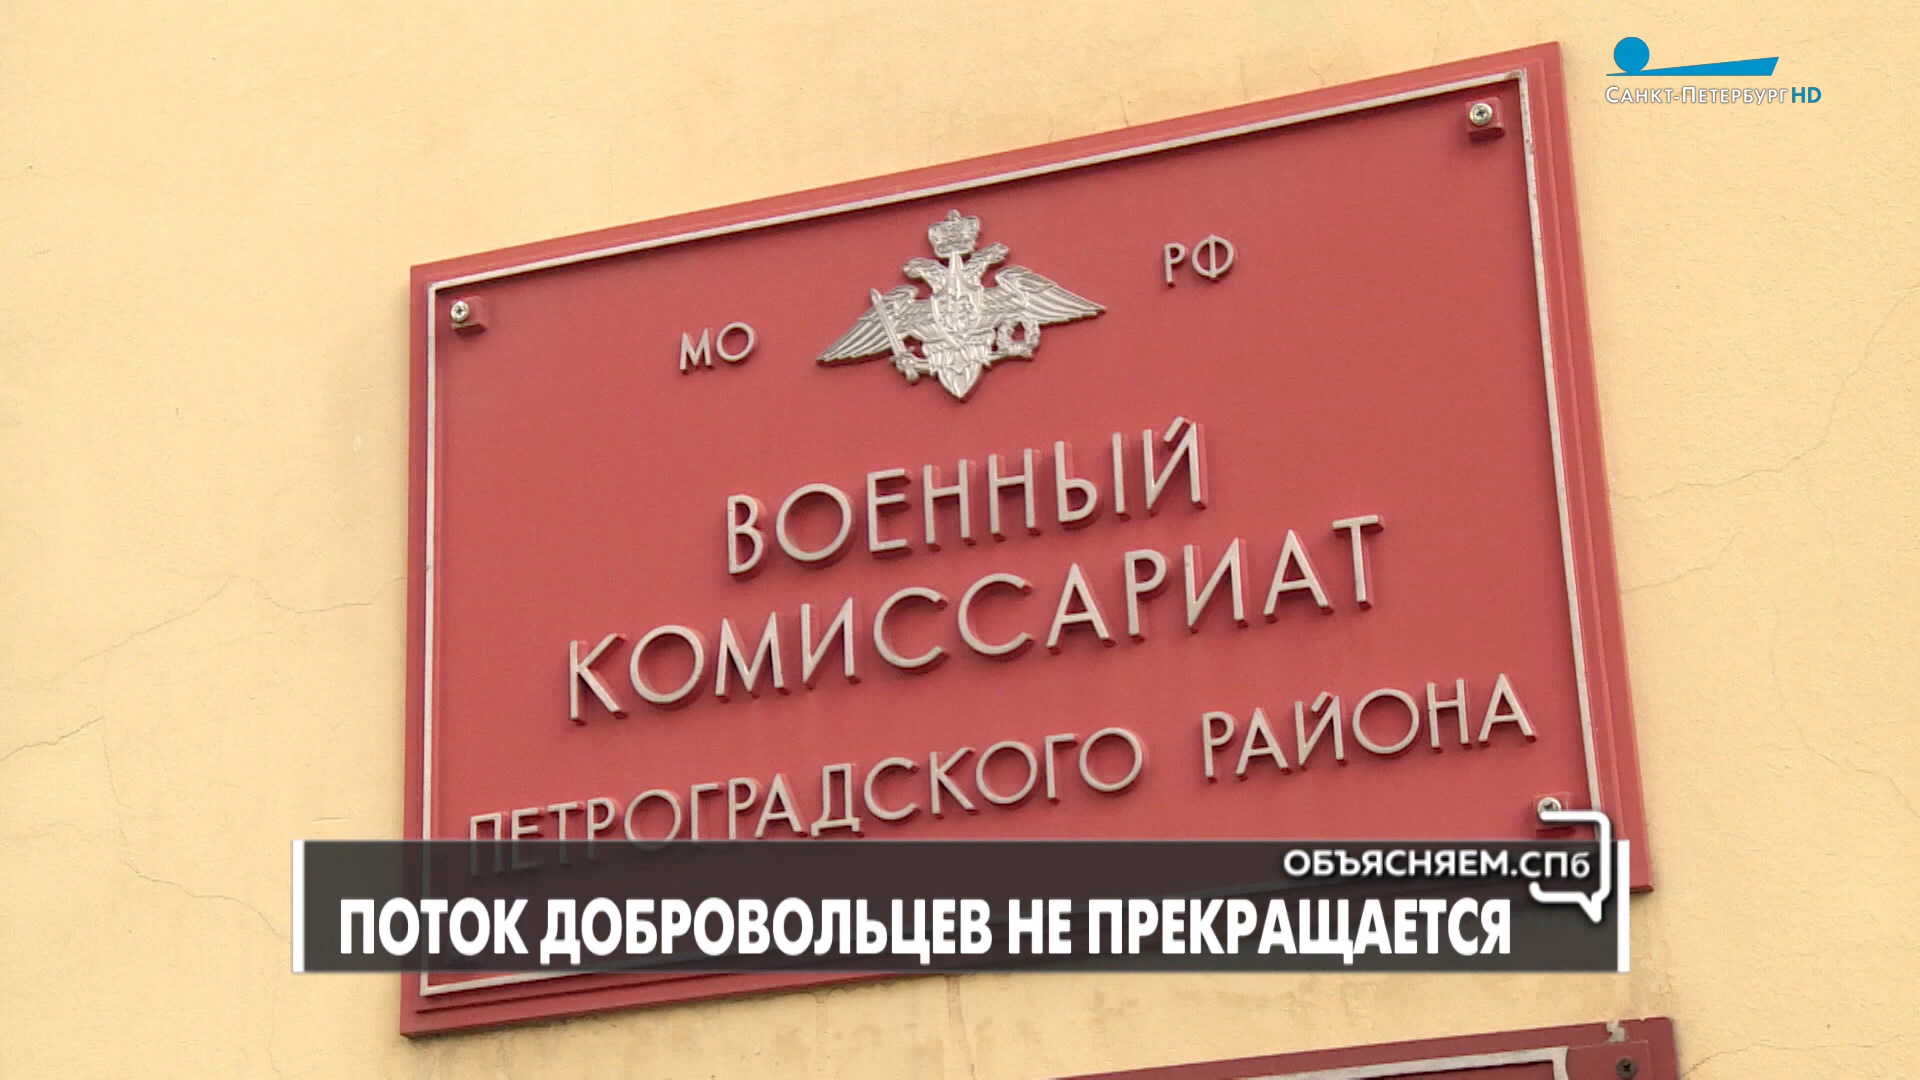 Санкт-Петербург HD
МО РФ
ВОЕННЫЙ
КОМИССАРИАТ
ПЕТРОГРАДСКОГО РАЙОНА
ОБЪЯСНЯЕМ.СПб
ПОТОК ДОБРОВОЛЬЦЕВ НЕ ПРЕКРАЩАЕТСЯ